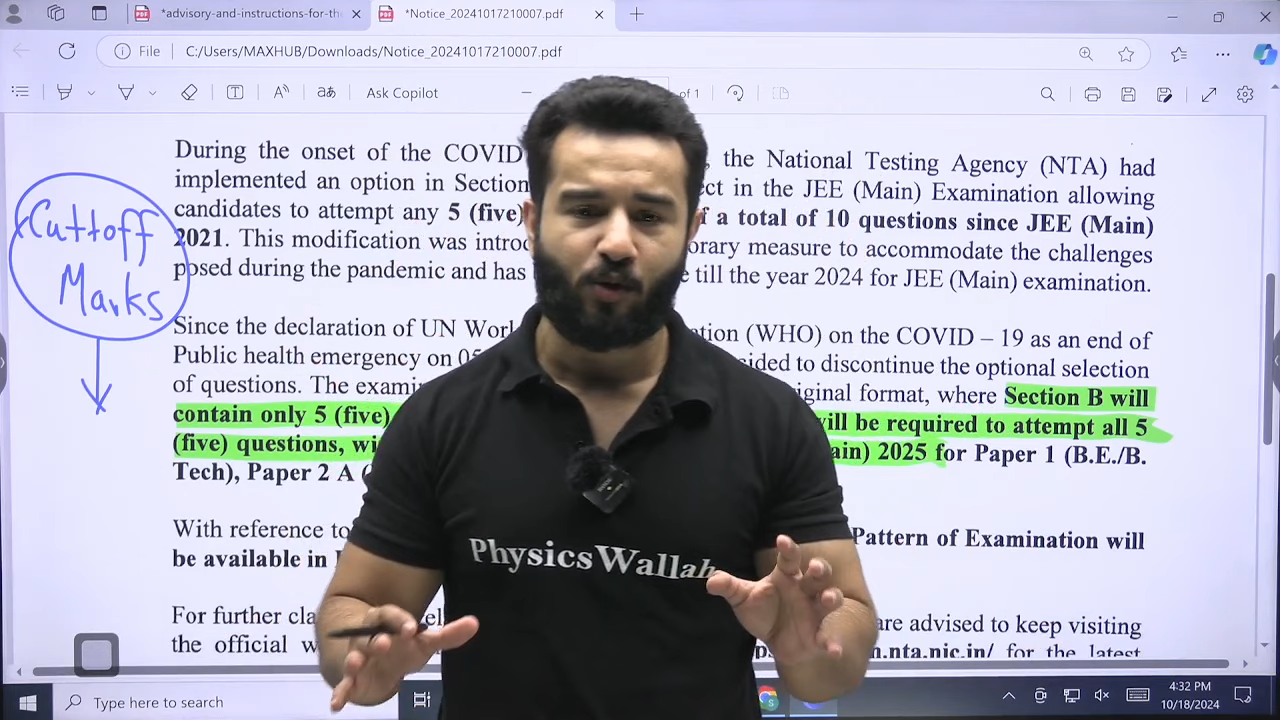 *advisory-and-instructions-for-the
*Notice_20241017210007.pdf
File
C:/Users/MAXHUB/Downloads/Notice_20241017210007.pdf
Ask Copilot
of 1
During the onset of the COVID the National Testing Agency (NTA) had
implemented an option in Section ect in the JEE (Main) Examination allowing
candidates to attempt any 5 (five) f a total of 10 questions since JEE (Main)
2021. This modification was introd orary measure to accommodate the challenges
posed during the pandemic and has e till the year 2024 for JEE (Main) examination.
Cuttoff
Marks
Since the declaration of UN Worl tion (WHO) on the COVID – 19 as an end of
Public health emergency on 05 ided to discontinue the optional selection
of questions. The exami iginal format, where Section B will
contain only 5 (five) will be required to attempt all 5
(five) questions, wi ain) 2025 for Paper 1 (B.E./B.
Tech), Paper 2 A (
With reference to Pattern of Examination will
be available in
For further cla are advised to keep visiting
the official w n.nta.nic.in/ for the latest
PhysicsWallah
Type here to search
4:32 PM
10/18/2024